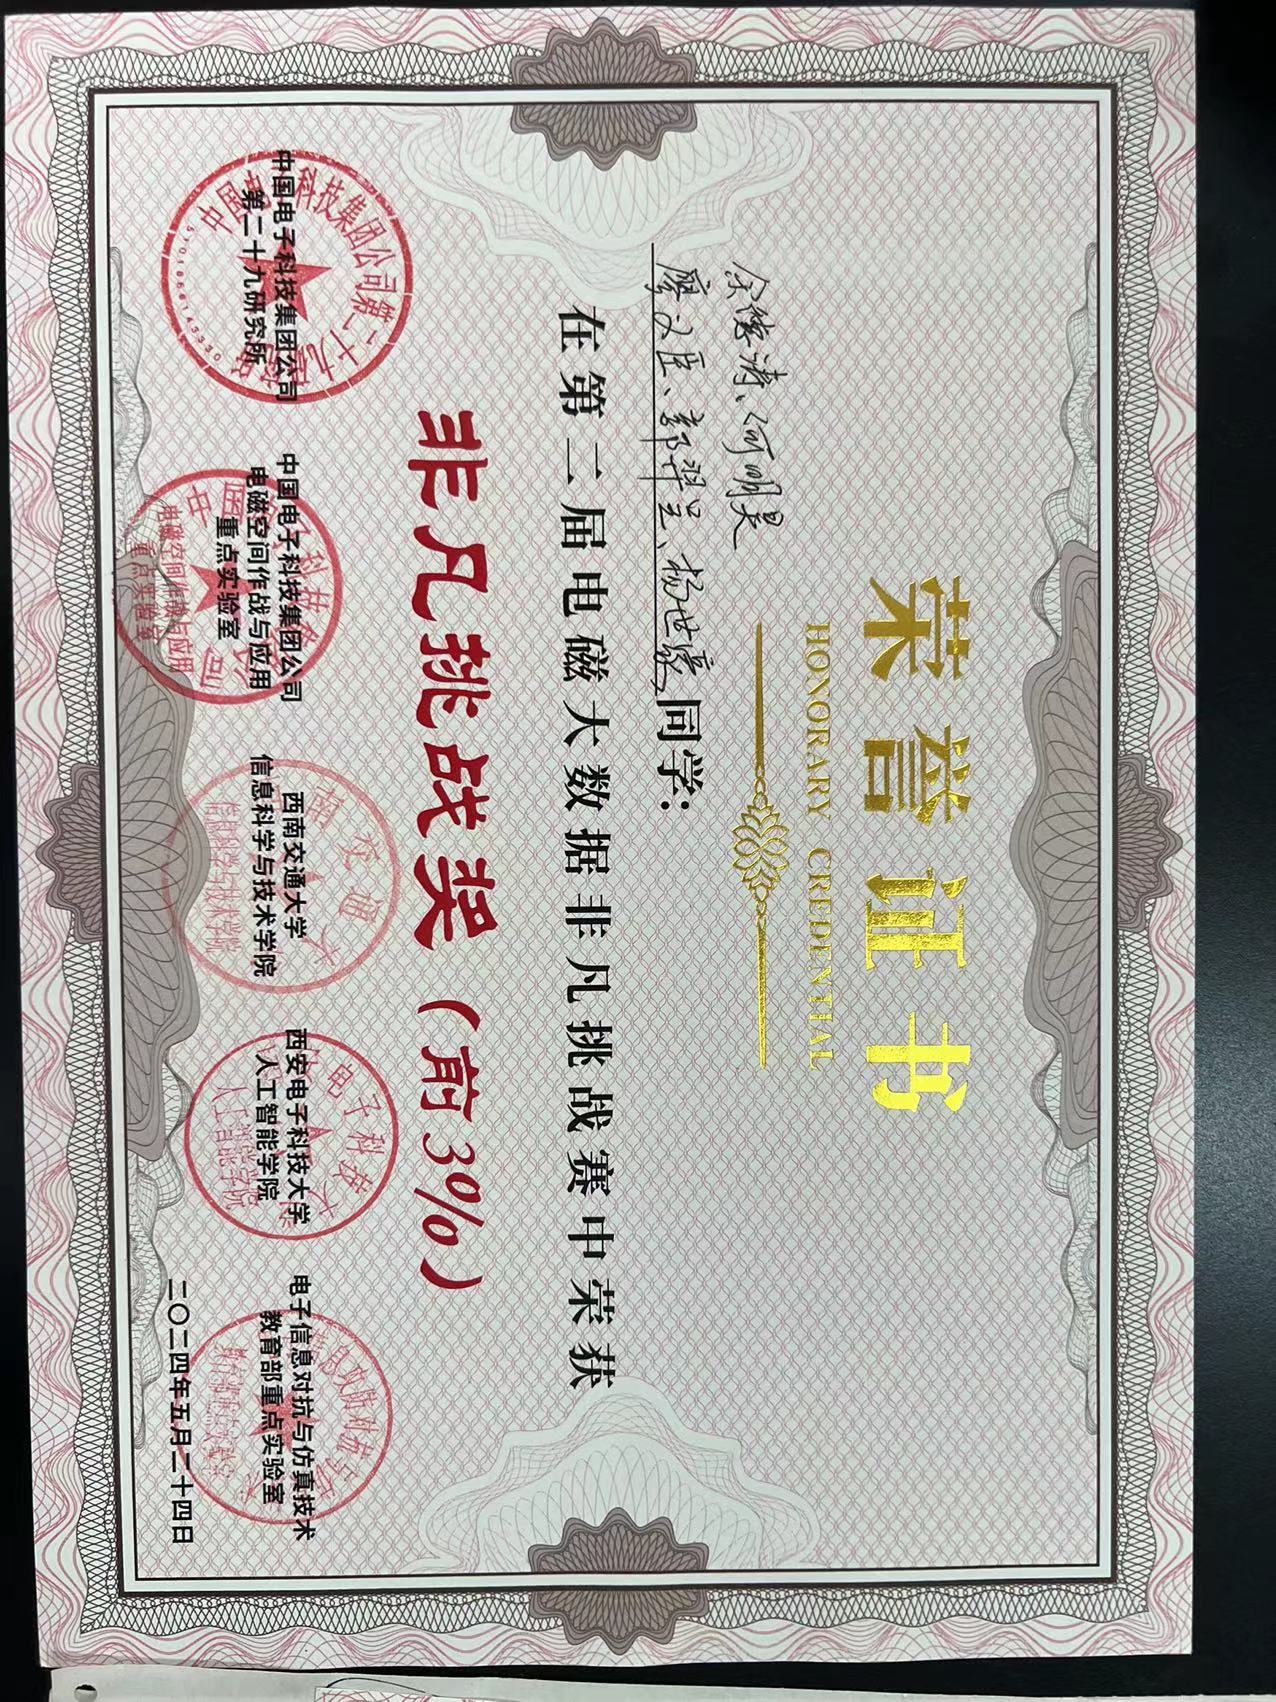 荣誉证书
HONORARY CREDENTIAL
余德涛、何明昊
廖义臣、郭羿呈、杨世豪 同学：
在第二届电磁大数据非凡挑战赛中荣获
非凡挑战奖（前3%）
中国电子科技集团公司
第二十九研究所
中国电子科技集团公司
电磁空间作战与应用
重点实验室
西南交通大学
信息科学与技术学院
西安电子科技大学
人工智能学院
电子信息对抗与仿真技术
教育部重点实验室
二〇二四年五月二十四日